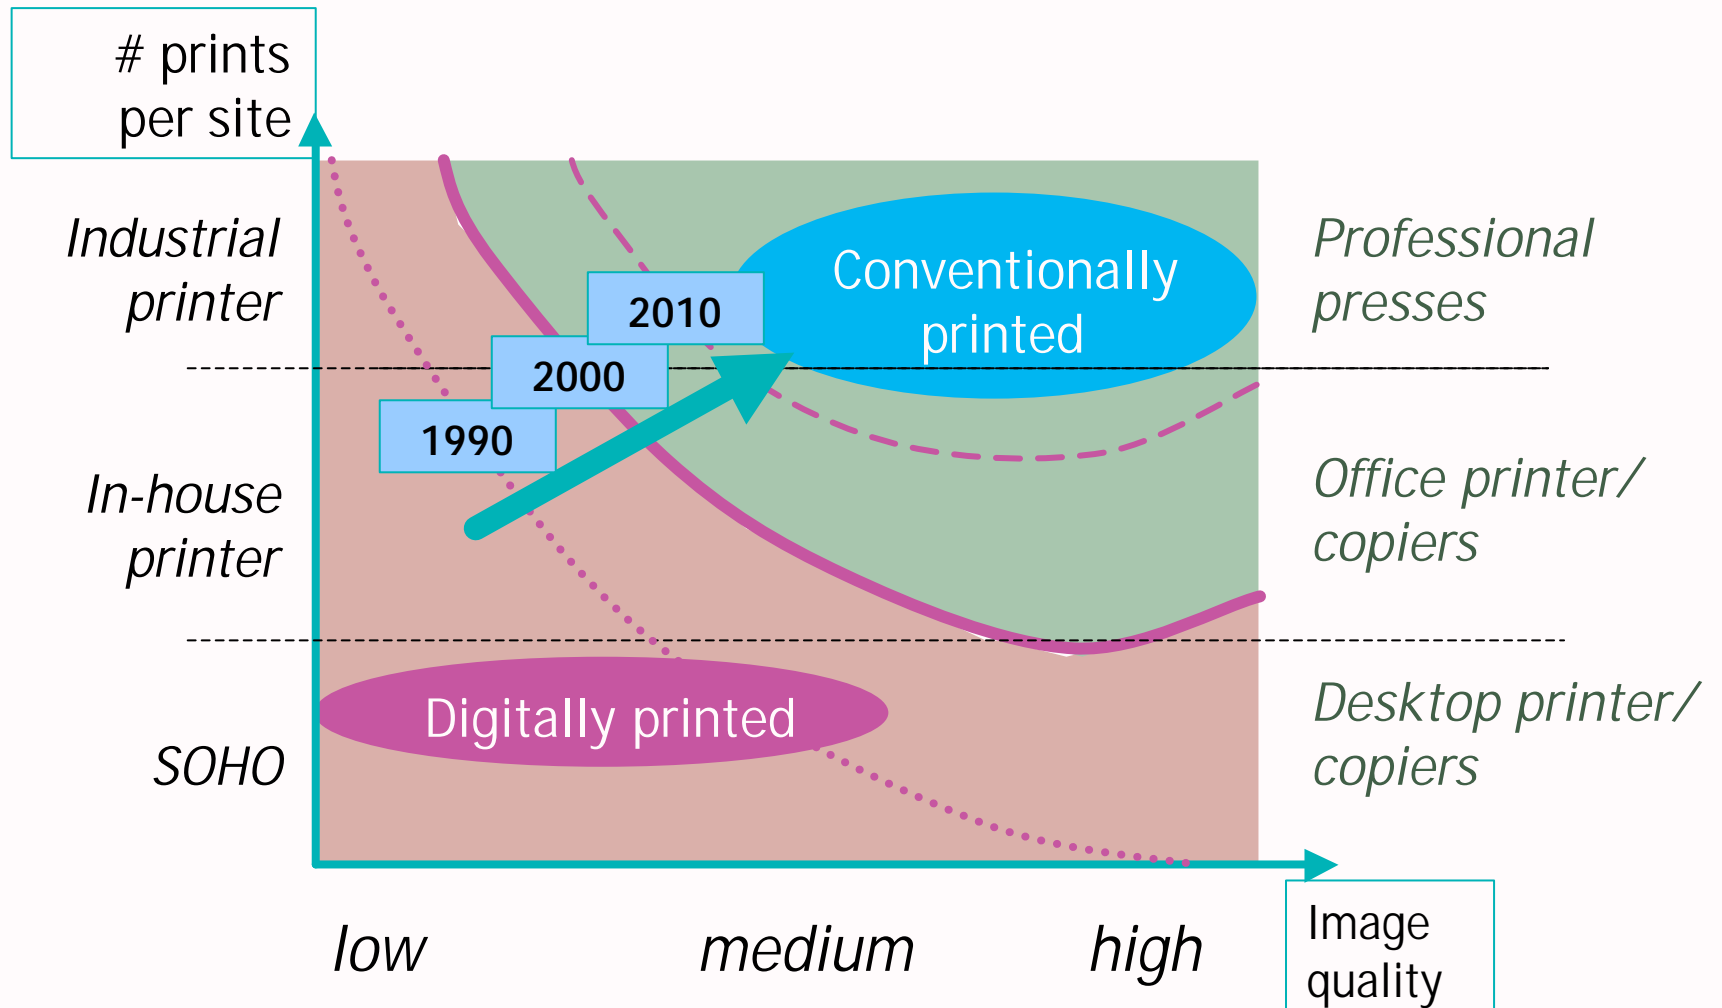 # prints
per site
Industrial
printer
Conventionally
printed
Professional
presses
2010
2000
1990
In-house
printer
Office printer/
copiers
Digitally printed
SOHO
Desktop printer/
copiers
low
medium
high
Image
quality